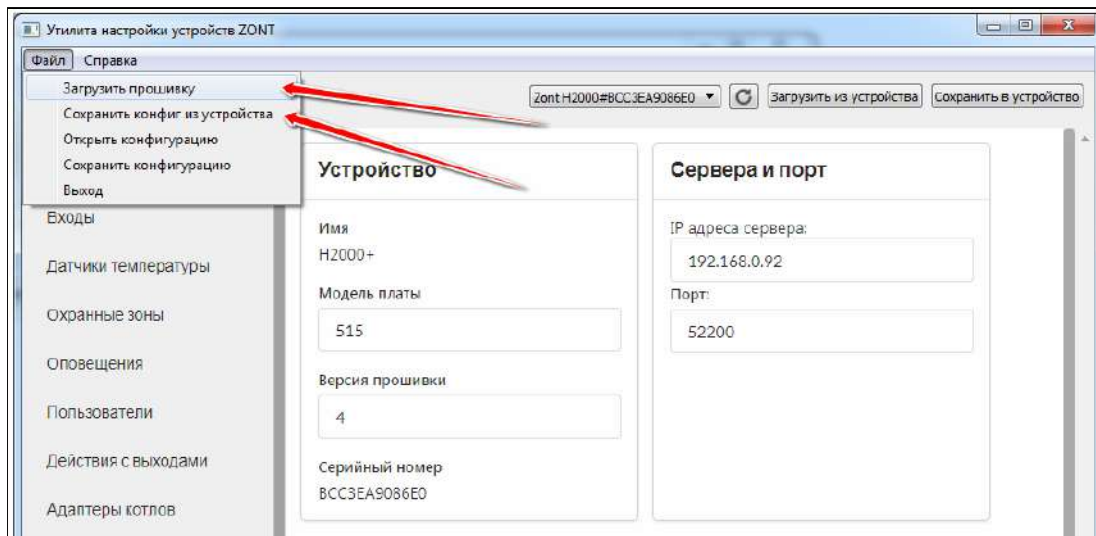 Утилита настройки устройств ZONT
Файл Справка
Загрузить прошивку
Сохранить конфиг из устройства
Открыть конфигурацию
Сохранить конфигурацию
Выход
Zont H2000#BCC3EA9086E0
Загрузить из устройства
Сохранить в устройство
Входы
Датчики температуры
Охранные зоны
Оповещения
Пользователи
Действия с выходами
Адаптеры котлов
Устройство
Имя
H2000+
Модель платы
515
Версия прошивки
4
Серийный номер
BCC3EA9086E0
Сервера и порт
IP адреса сервера:
192.168.0.92
Порт:
52200